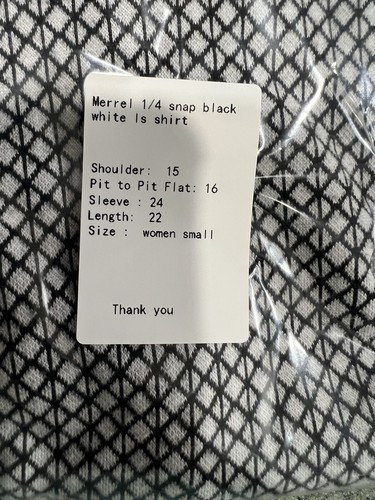 Merrel 1/4 snap black
white ls shirt
Shoulder: 15
Pit to Pit Flat: 16
Sleeve : 24
Length: 22
Size : women small
Thank you